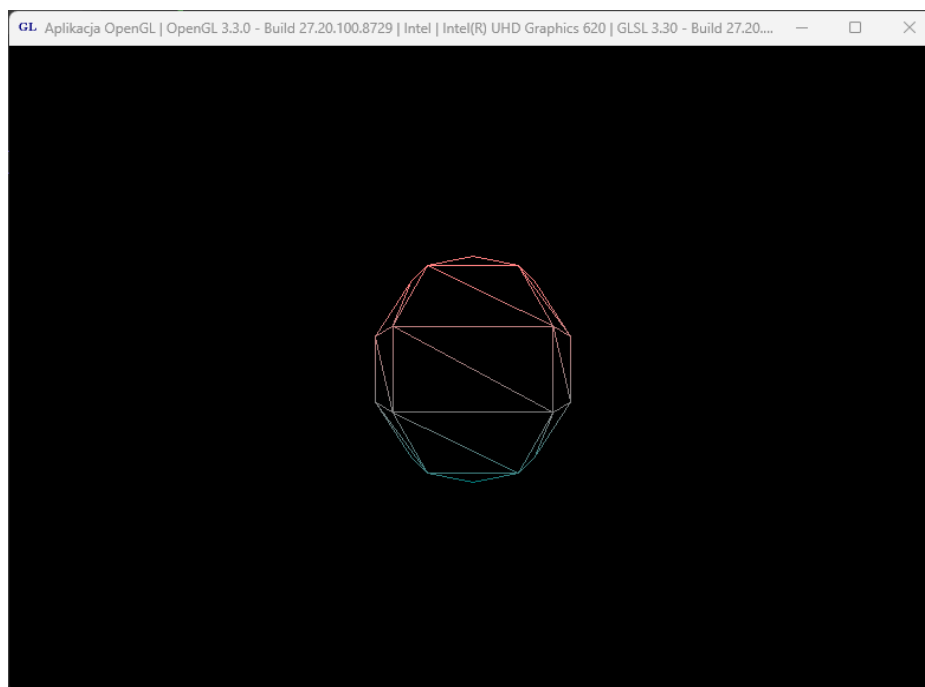 GL Aplikacja OpenGL | OpenGL 3.3.0 - Build 27.20.100.8729 | Intel | Intel(R) UHD Graphics 620 | GLSL 3.30 - Build 27.20....